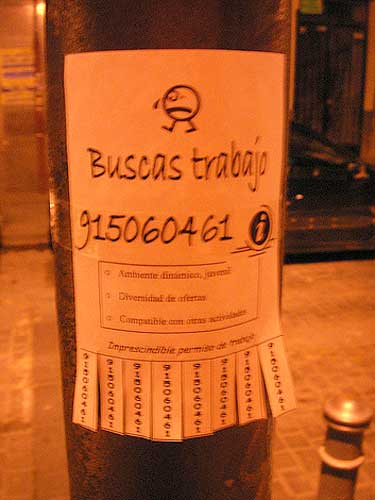 Buscas trabajo
915060461 i
Ambiente dinámico, juvenil
Diversidad de ofertas
Compatible con otras actividades
Imprescindible permiso de trabajo
915060461
915060461
915060461
915060461
915060461
915060461
915060461
915060461